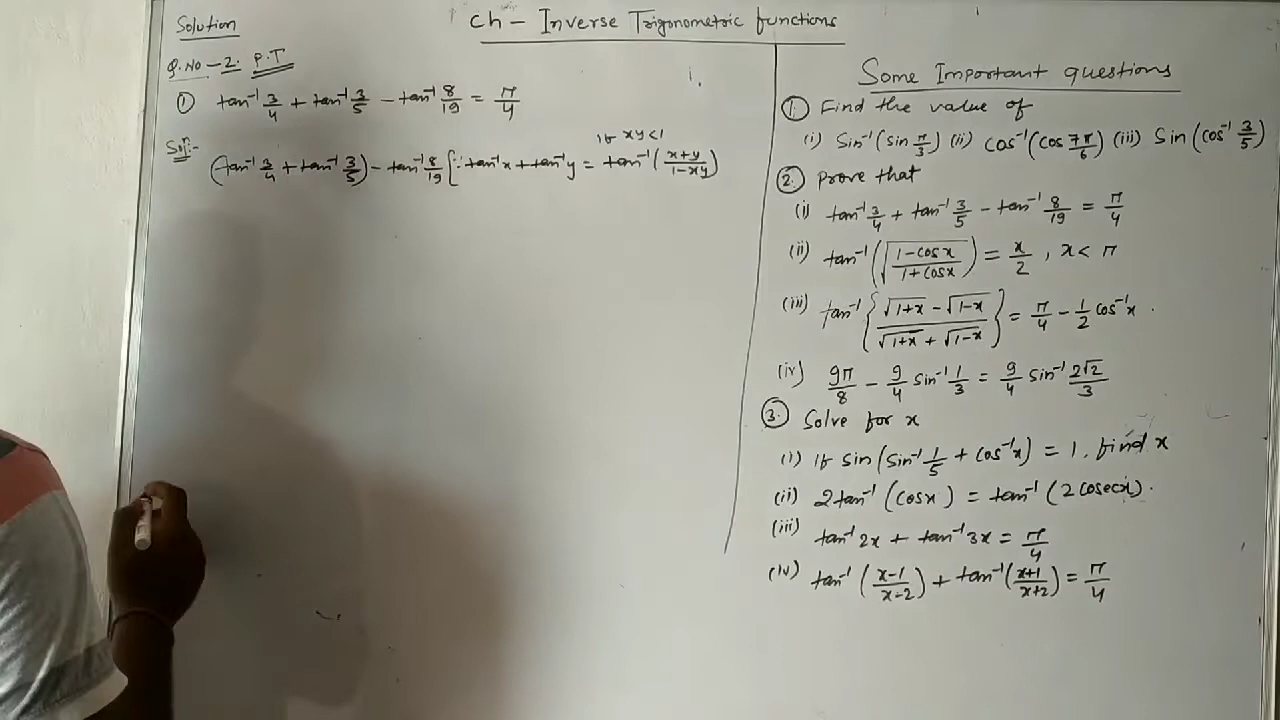 Ch - Inverse Trigonometric functions
Solution
Q.No - 2. P.T
① tan⁻¹ 3/4 + tan⁻¹ 3/5 - tan⁻¹ 8/19 = π/4
Solⁿ:-
if xy<1
(tan⁻¹ 3/4 + tan⁻¹ 3/5) - tan⁻¹ 8/19 [∵ tan⁻¹x + tan⁻¹y = tan⁻¹ (x+y/1-xy)
Some Important questions
① Find the value of
(i) Sin⁻¹(sin π/3) (ii) cos⁻¹(cos 7π/6) (iii) Sin(cos⁻¹ 3/5)
② Prove that
(i) tan⁻¹ 3/4 + tan⁻¹ 3/5 - tan⁻¹ 8/19 = π/4
(ii) tan⁻¹(√(1-cosx/1+cosx)) = x/2 , x < π
(iii) tan⁻¹ {√1+x - √1-x / √1+x + √1-x} = π/4 - 1/2 cos⁻¹x .
(iv) 9π/8 - 9/4 sin⁻¹ 1/3 = 9/4 sin⁻¹ 2√2/3
③ Solve for x
(i) if sin(sin⁻¹ 1/5 + cos⁻¹x) = 1, find x
(ii) 2tan⁻¹ (cosx) = tan⁻¹ (2 cosecx).
(iii) tan⁻¹ 2x + tan⁻¹ 3x = π/4
(iv) tan⁻¹ (x-1/x-2) + tan⁻¹ (x+1/x+2) = π/4